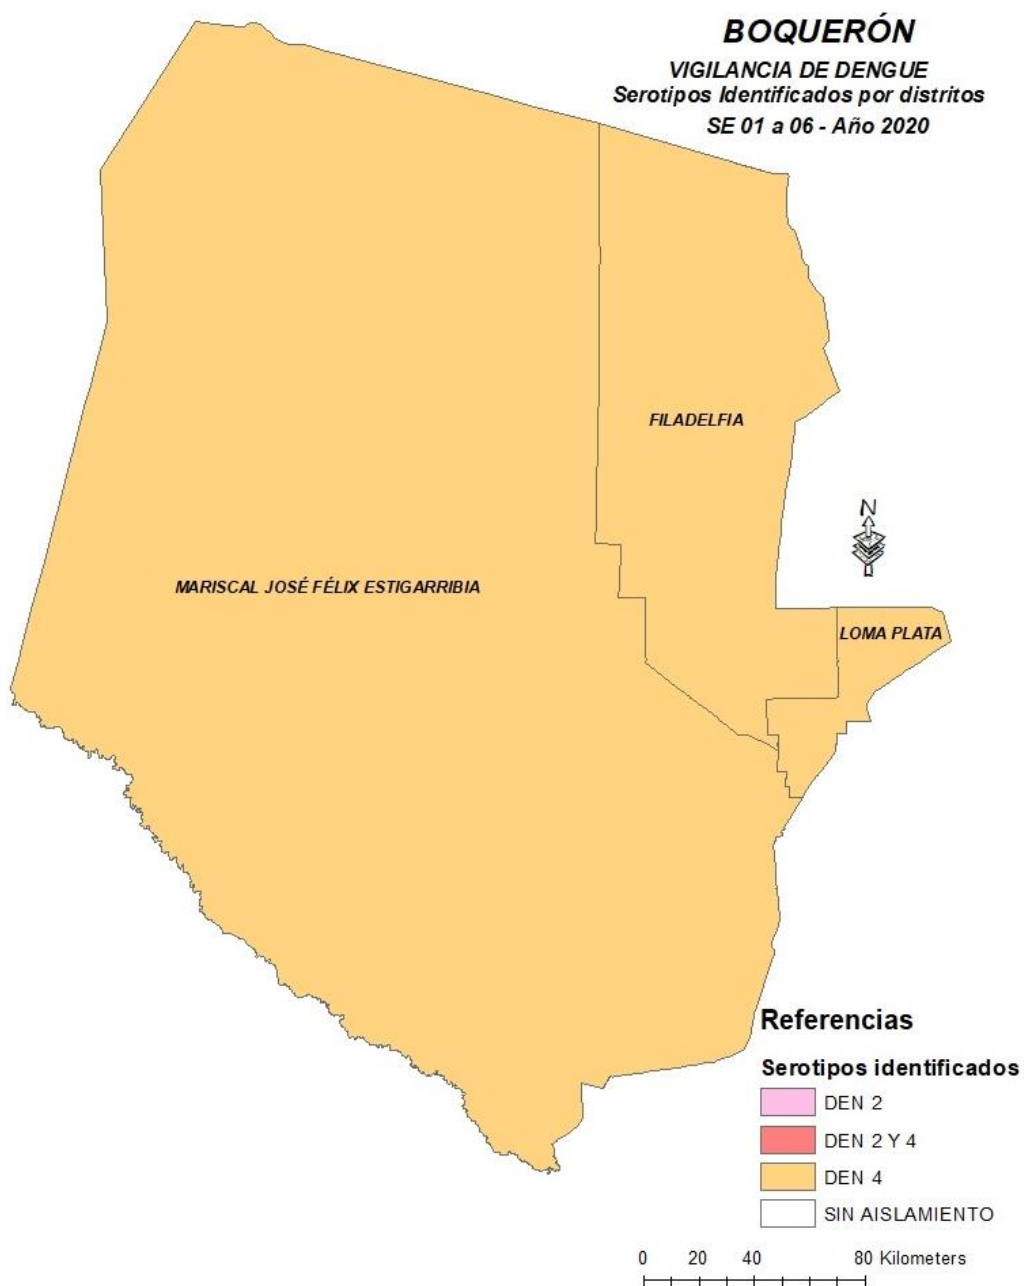 BOQUERÓN
VIGILANCIA DE DENGUE
Serotipos Identificados por distritos
SE 01 a 06 - Año 2020
FILADELFIA
N
MARISCAL JOSÉ FÉLIX ESTIGARRIBIA
LOMA PLATA
Referencias
Serotipos identificados
DEN 2
DEN 2 Y 4
DEN 4
SIN AISLAMIENTO
0 20 40 80 Kilometers